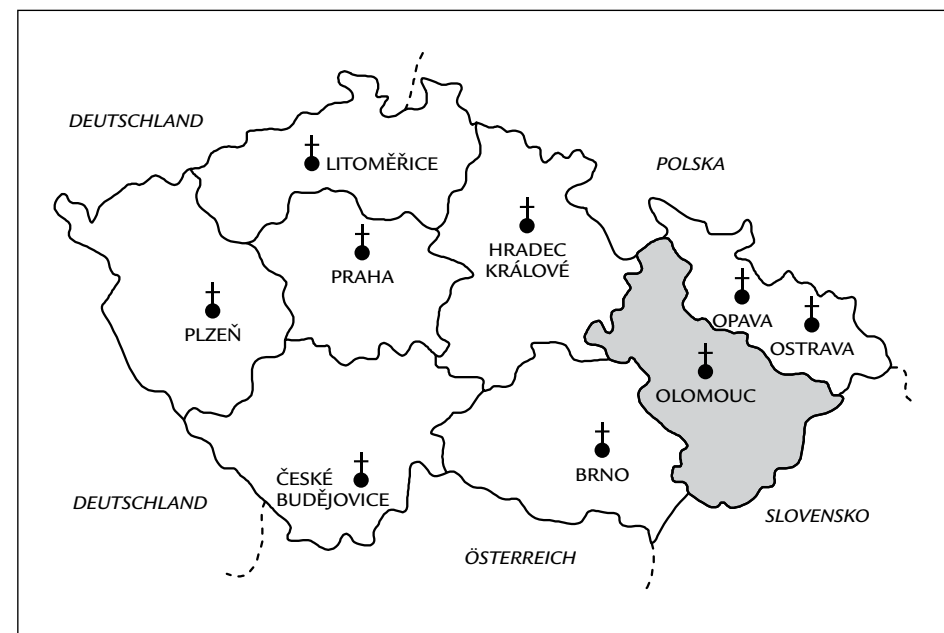 DEUTSCHLAND
LITOMĚŘICE
POLSKA
HRADEC
KRÁLOVÉ
PRAHA
PLZEŇ
OPAVA
OSTRAVA
OLOMOUC
ČESKÉ
BUDĚJOVICE
BRNO
DEUTSCHLAND
SLOVENSKO
ÖSTERREICH